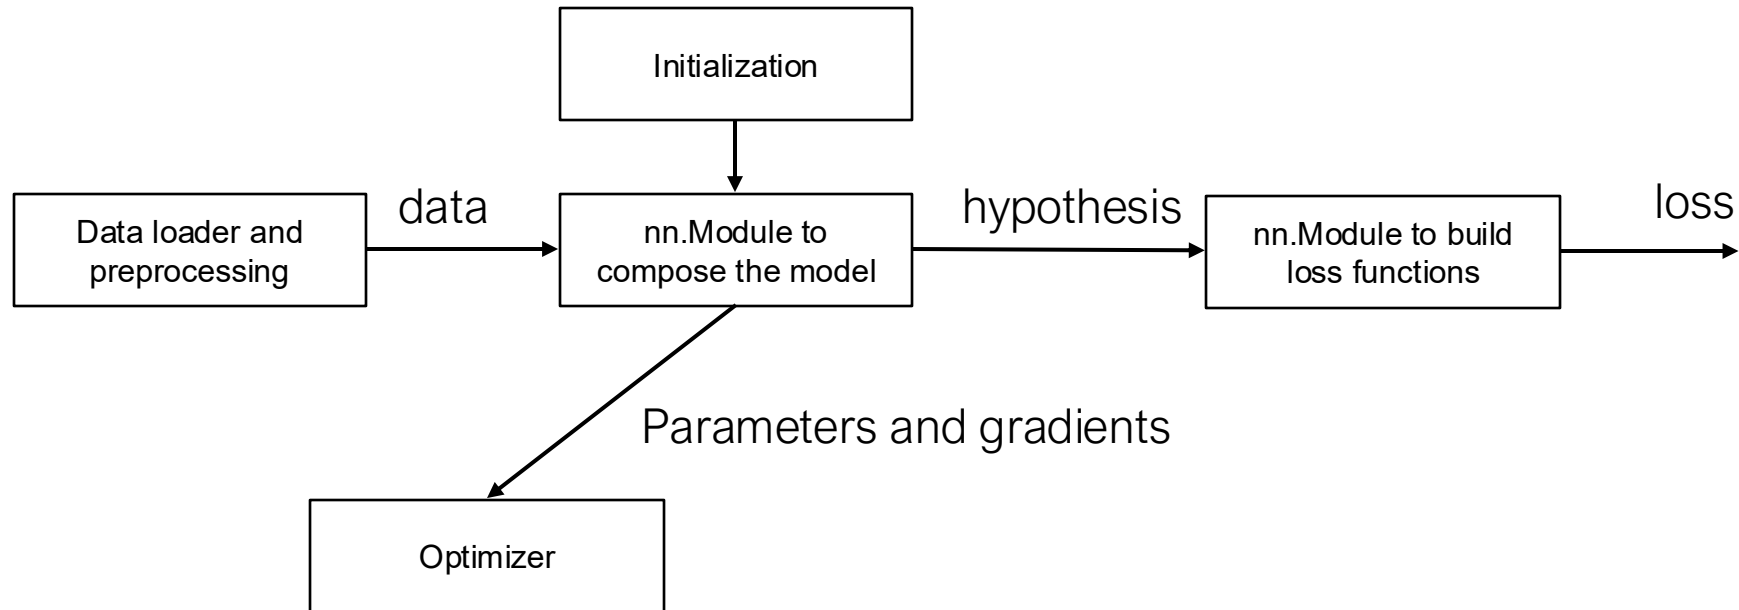 Initialization
Data loader and
preprocessing
data
nn.Module to
compose the model
hypothesis
nn.Module to build
loss functions
loss
Parameters and gradients
Optimizer